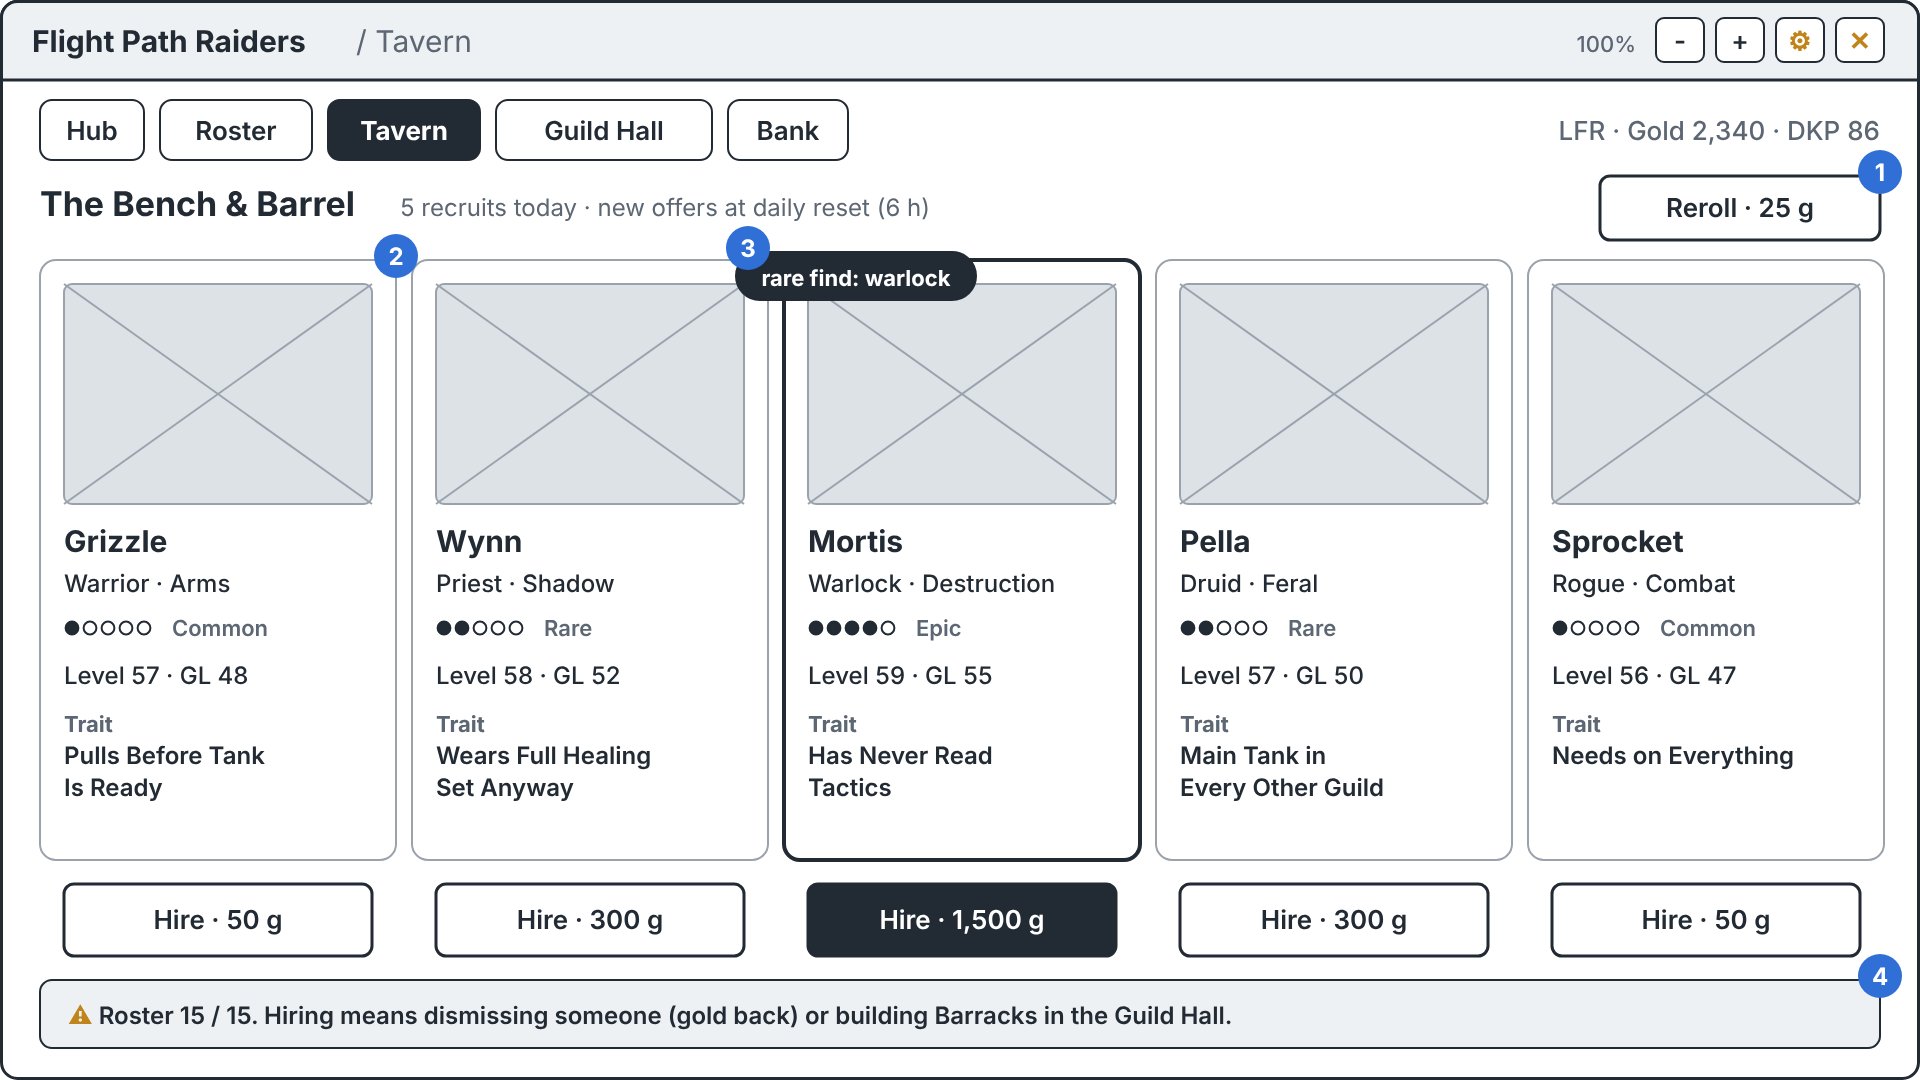 Flight Path Raiders / Tavern
100% - + ⚙ ✕
Hub Roster Tavern Guild Hall Bank
LFR · Gold 2,340 · DKP 86
1
The Bench & Barrel 5 recruits today · new offers at daily reset (6 h)
Reroll · 25 g
2
3
rare find: warlock
Grizzle
Warrior · Arms
●○○○○ Common
Level 57 · GL 48
Trait
Pulls Before Tank
Is Ready
Hire · 50 g
Wynn
Priest · Shadow
●●○○○ Rare
Level 58 · GL 52
Trait
Wears Full Healing
Set Anyway
Hire · 300 g
Mortis
Warlock · Destruction
●●●●○ Epic
Level 59 · GL 55
Trait
Has Never Read
Tactics
Hire · 1,500 g
Pella
Druid · Feral
●●○○○ Rare
Level 57 · GL 50
Trait
Main Tank in
Every Other Guild
Hire · 300 g
Sprocket
Rogue · Combat
●○○○○ Common
Level 56 · GL 47
Trait
Needs on Everything
Hire · 50 g
4
⚠ Roster 15 / 15. Hiring means dismissing someone (gold back) or building Barracks in the Guild Hall.